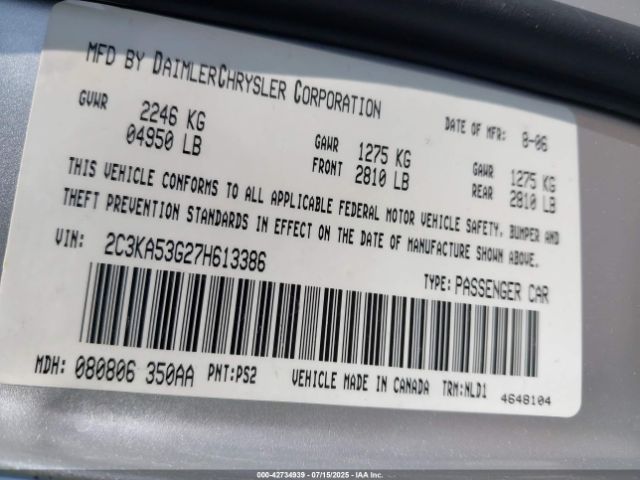 MFD BY DAIMLERCHRYSLER CORPORATION
DATE OF MFR: 8-06
GVWR 2246 KG
04950 LB
GAWR FRONT 1275 KG
2810 LB
GAWR REAR 1275 KG
2810 LB
THIS VEHICLE CONFORMS TO ALL APPLICABLE FEDERAL MOTOR VEHICLE SAFETY, BUMPER AND
THEFT PREVENTION STANDARDS IN EFFECT ON THE DATE OF MANUFACTURE SHOWN ABOVE.
VIN: 2C3KA53G27H613386
TYPE: PASSENGER CAR
MDH: 080806 350AA PNT:PS2 VEHICLE MADE IN CANADA TRM:NLD1
4648104
000-42734939 - 07/15/2025 - IAAI.COM